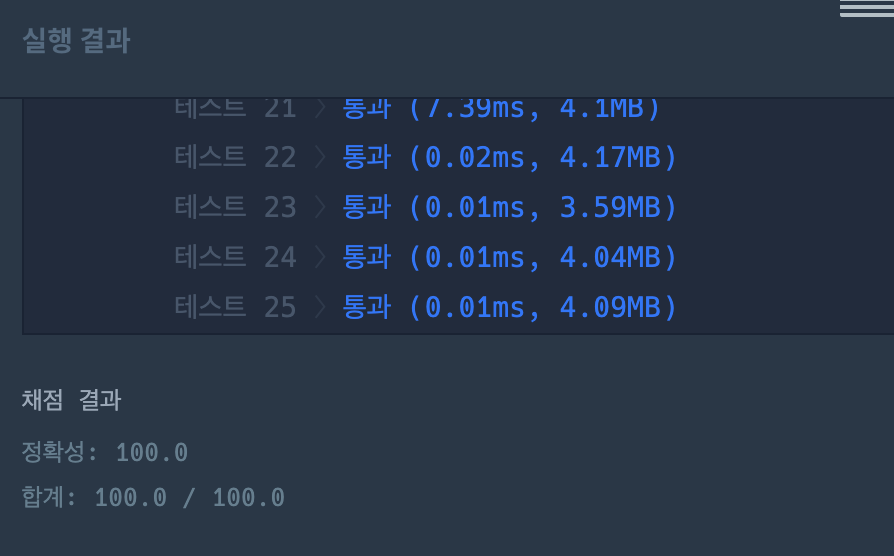 실행 결과
테스트 21 〉 통과 (7.39ms, 4.1MB)
테스트 22 〉 통과 (0.02ms, 4.17MB)
테스트 23 〉 통과 (0.01ms, 3.59MB)
테스트 24 〉 통과 (0.01ms, 4.04MB)
테스트 25 〉 통과 (0.01ms, 4.09MB)
채점 결과
정확성: 100.0
합계: 100.0 / 100.0